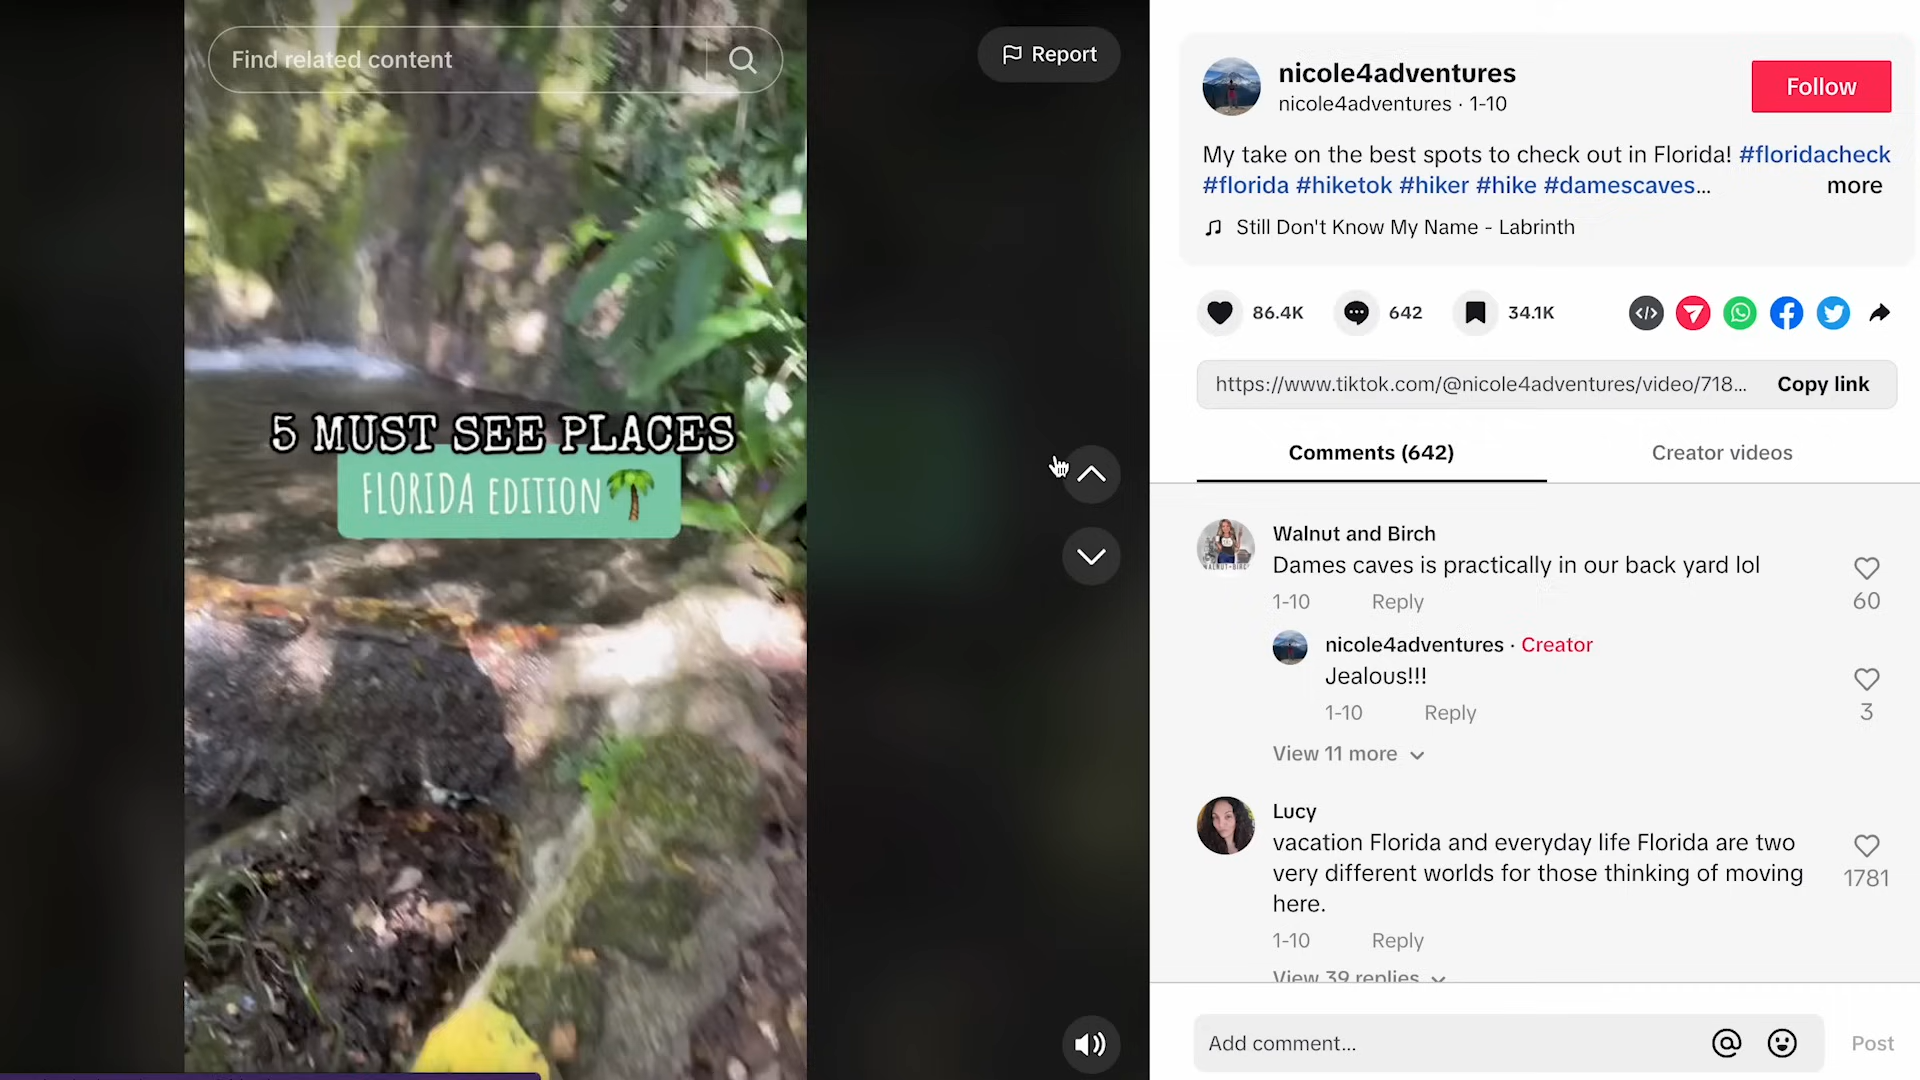 Find related content
Report
5 MUST SEE PLACES
FLORIDA EDITION
nicole4adventures
nicole4adventures · 1-10
Follow
My take on the best spots to check out in Florida! #floridacheck
#florida #hiketok #hiker #hike #damescaves...
more
Still Don't Know My Name - Labrinth
86.4K
642
34.1K
https://www.tiktok.com/@nicole4adventures/video/718...
Copy link
Comments (642)
Creator videos
Walnut and Birch
Dames caves is practically in our back yard lol
1-10 Reply
60
nicole4adventures · Creator
Jealous!!!
1-10 Reply
3
View 11 more
Lucy
vacation Florida and everyday life Florida are two
very different worlds for those thinking of moving
here.
1781
1-10 Reply
View 39 replies
Add comment...
Post